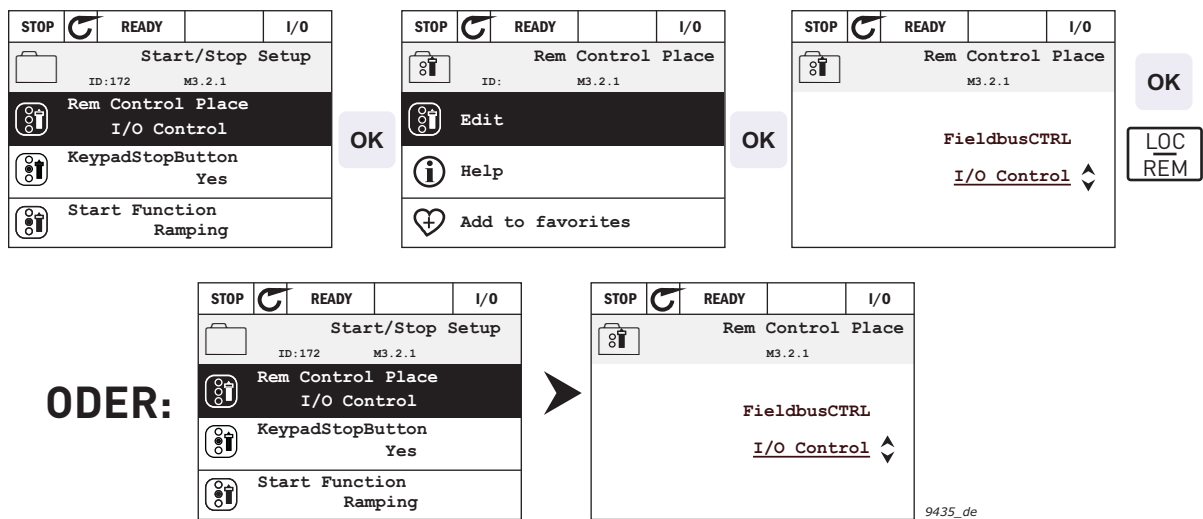 STOP READY I/O
Start/Stop Setup
ID:172 M3.2.1
Rem Control Place
I/O Control
KeypadStopButton
Yes
Start Function
Ramping
OK
STOP READY I/O
Rem Control Place
ID: M3.2.1
Edit
Help
Add to favorites
OK
STOP READY I/O
Rem Control Place
M3.2.1
FieldbusCTRL
I/O Control
OK
LOC
REM
ODER:
STOP READY I/O
Start/Stop Setup
ID:172 M3.2.1
Rem Control Place
I/O Control
KeypadStopButton
Yes
Start Function
Ramping
STOP READY I/O
Rem Control Place
M3.2.1
FieldbusCTRL
I/O Control
9435_de